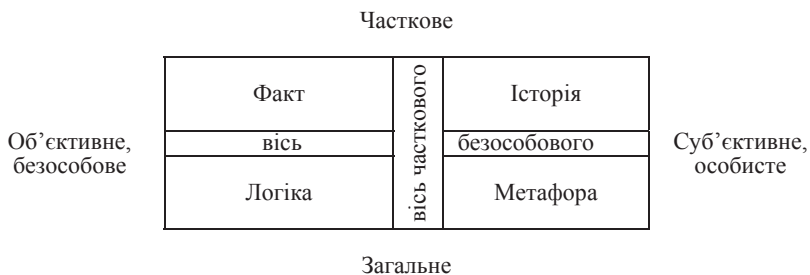 Часткове
Факт
вісь часткового
Історія
Об’єктивне,
безособове
вісь
безособового
Суб’єктивне,
особисте
Логіка
Метафора
Загальне